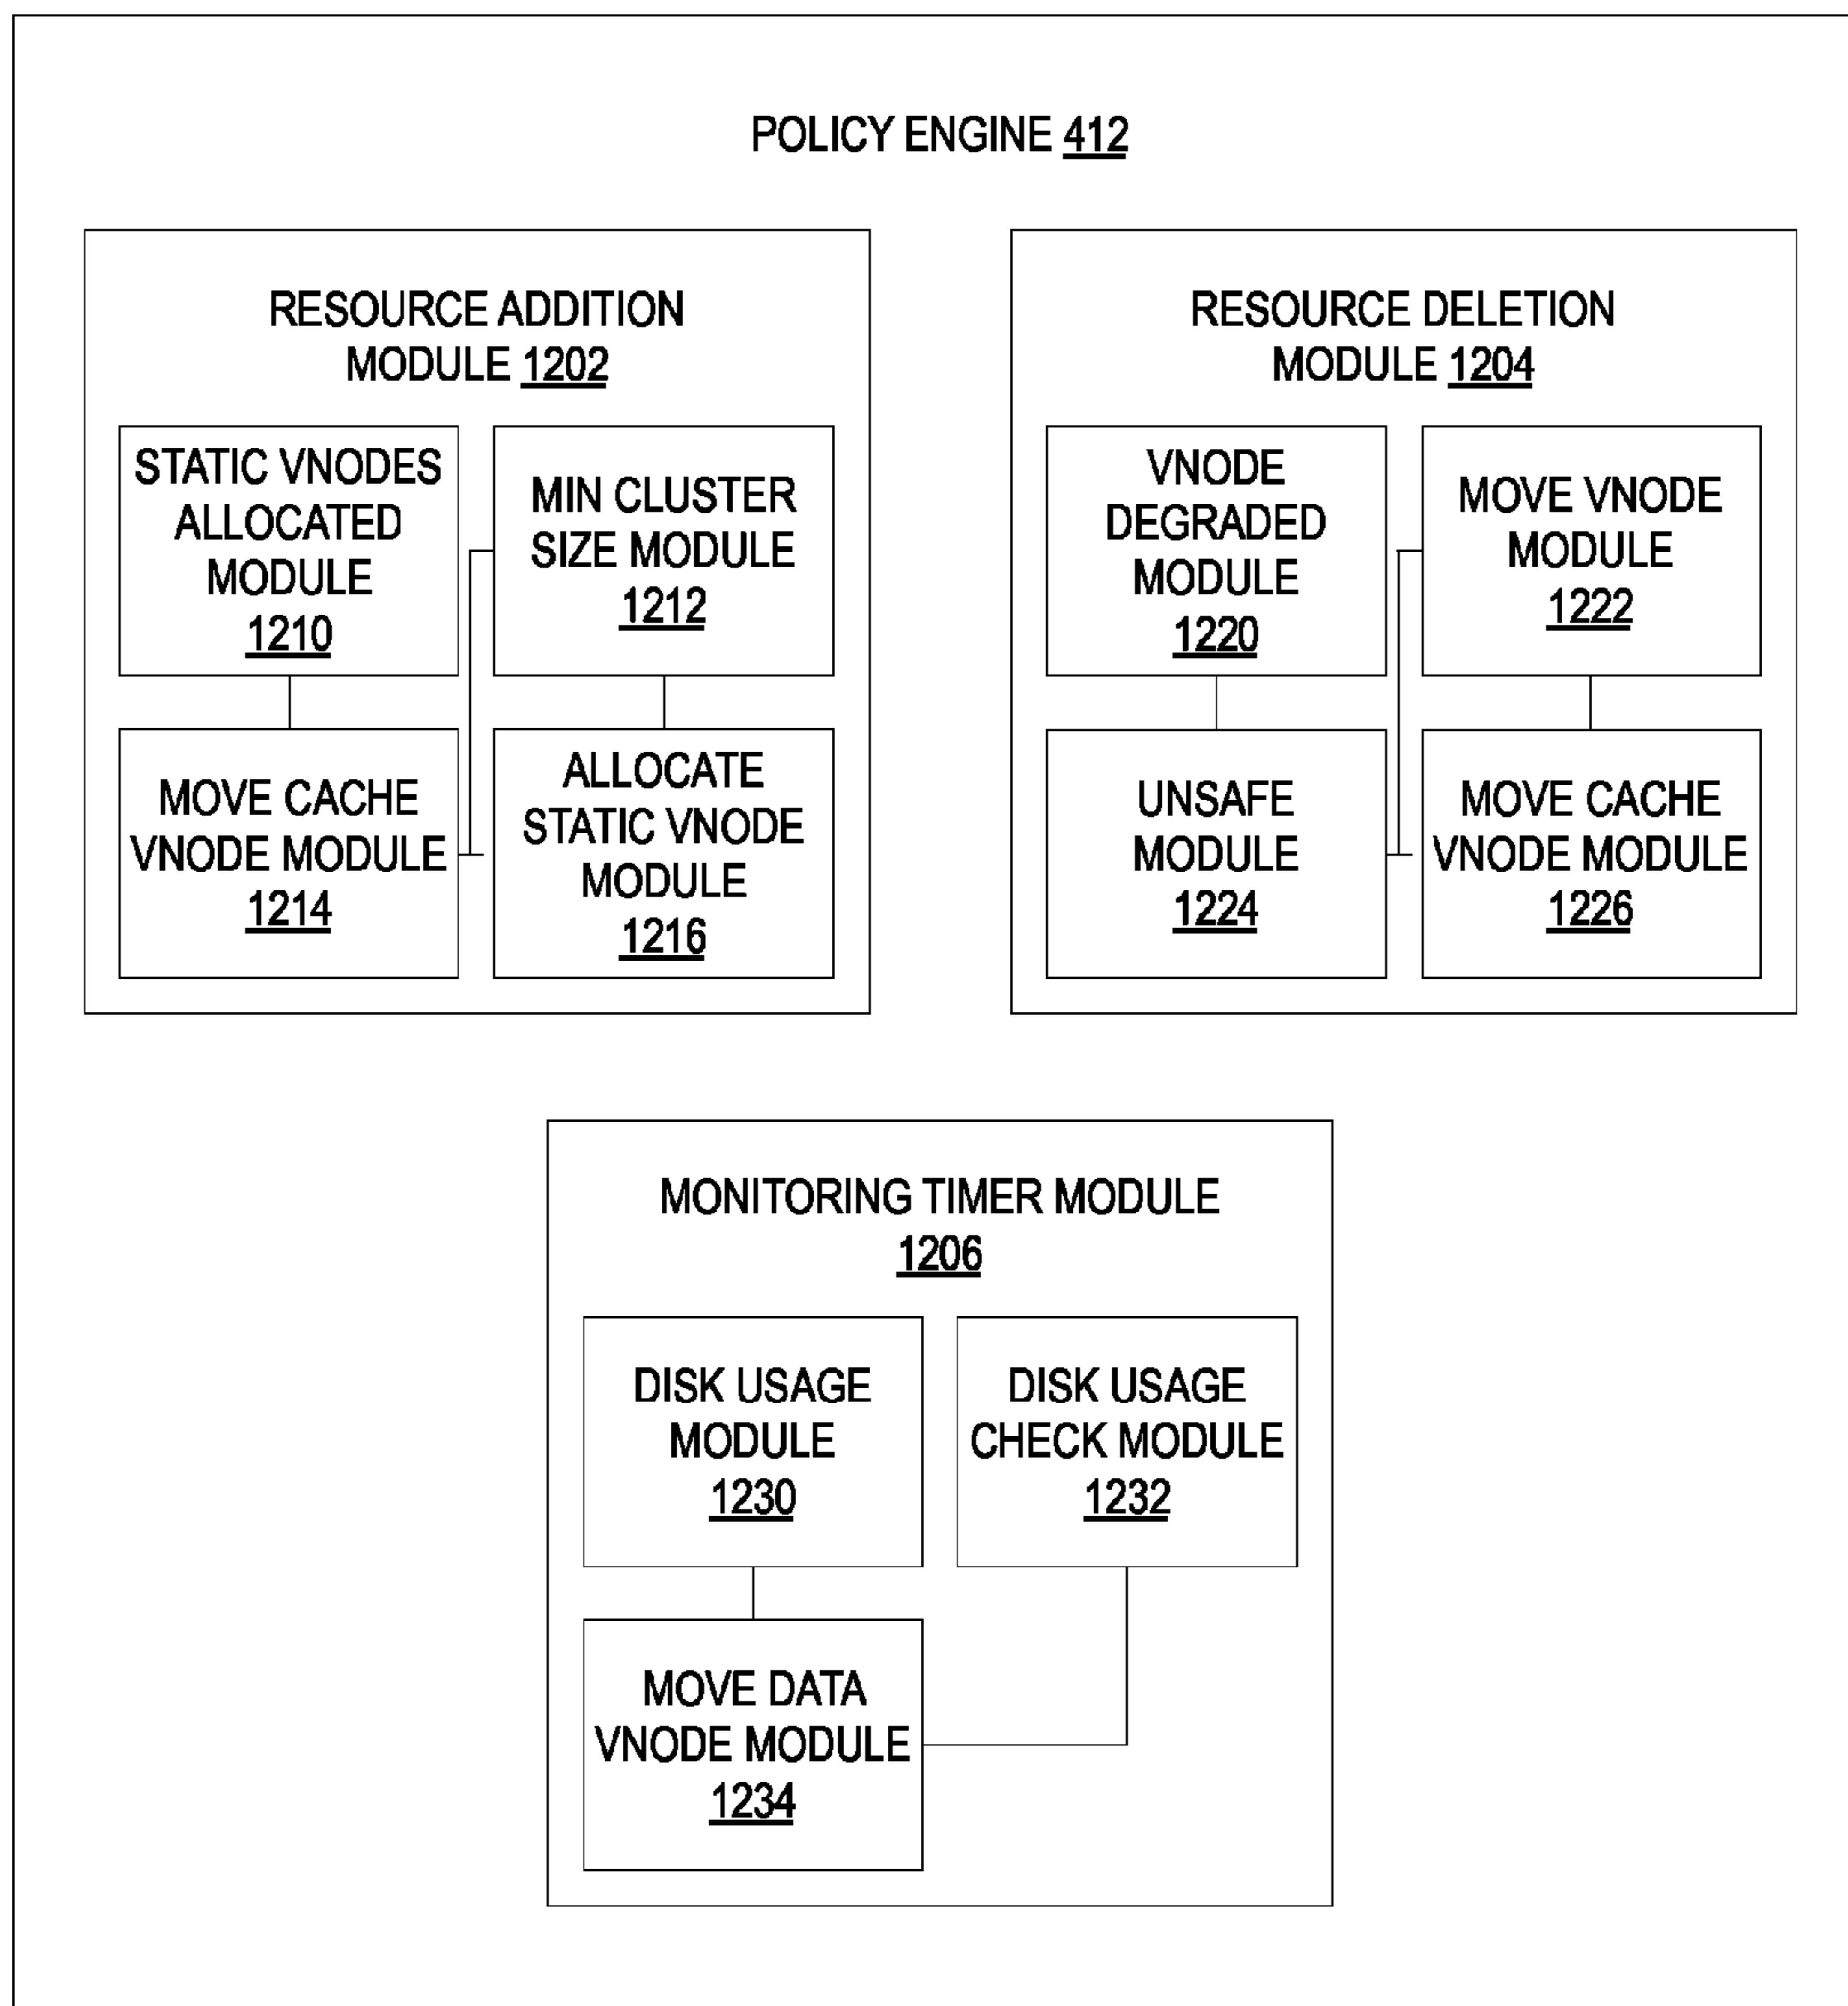 POLICY ENGINE 412
RESOURCE ADDITION
MODULE 1202
STATIC VNODES
ALLOCATED
MODULE
1210
MIN CLUSTER
SIZE MODULE
1212
MOVE CACHE
VNODE MODULE
1214
ALLOCATE
STATIC VNODE
MODULE
1216
RESOURCE DELETION
MODULE 1204
VNODE
DEGRADED
MODULE
1220
MOVE VNODE
MODULE
1222
UNSAFE
MODULE
1224
MOVE CACHE
VNODE MODULE
1226
MONITORING TIMER MODULE
1206
DISK USAGE
MODULE
1230
DISK USAGE
CHECK MODULE
1232
MOVE DATA
VNODE MODULE
1234